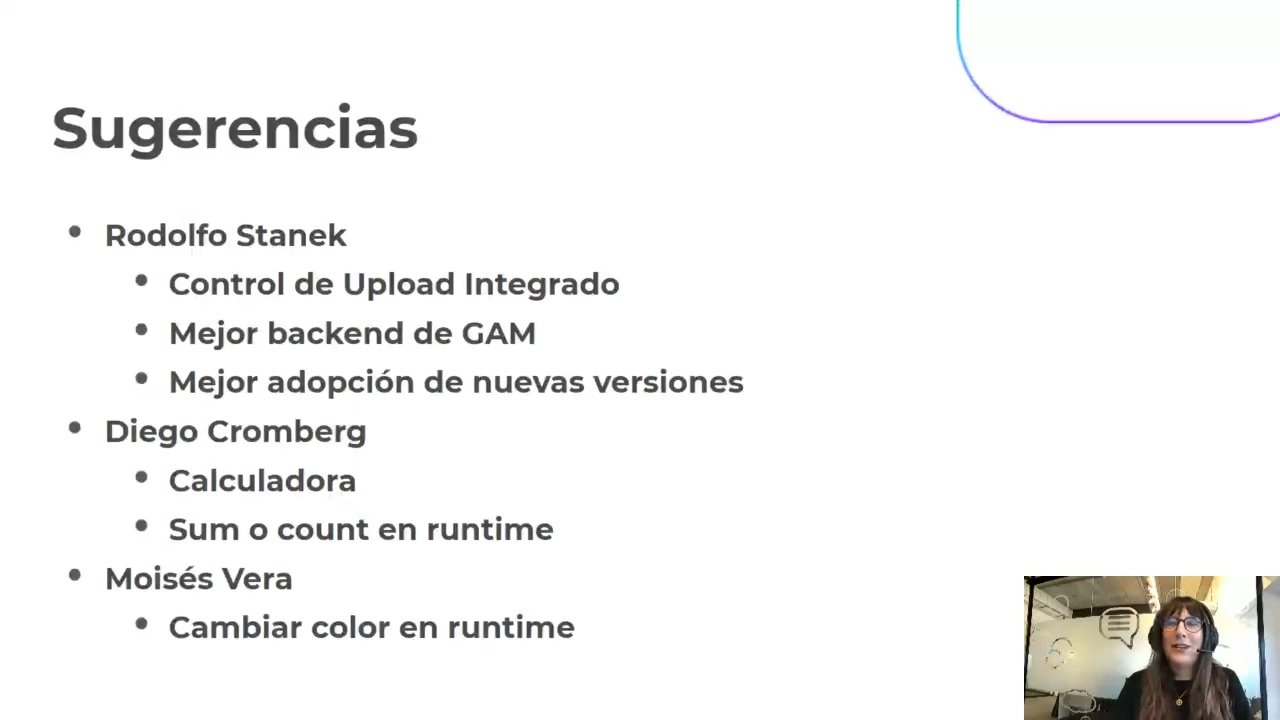 Sugerencias
Rodolfo Stanek
Control de Upload Integrado
Mejor backend de GAM
Mejor adopción de nuevas versiones
Diego Cromberg
Calculadora
Sum o count en runtime
Moisés Vera
Cambiar color en runtime